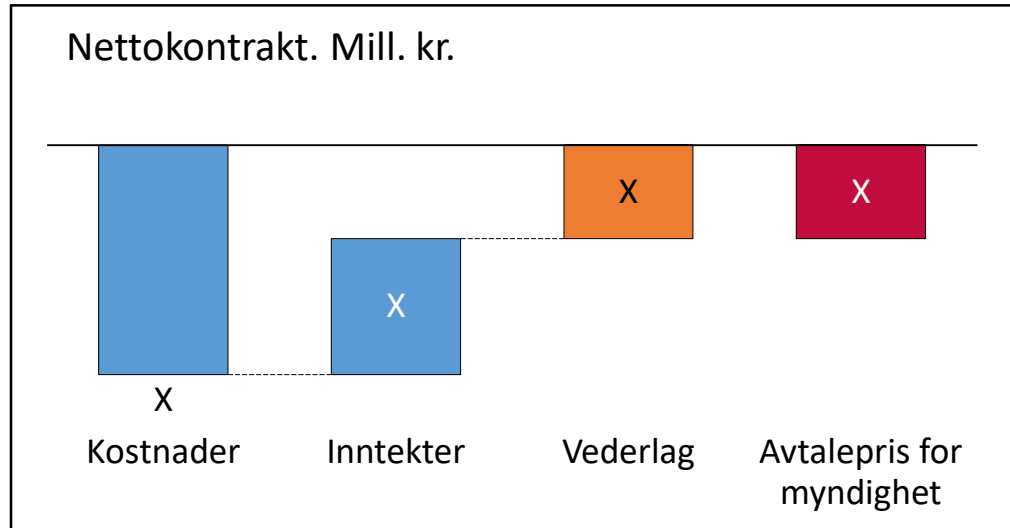 Nettokontrakt. Mill. kr.
X
X
X
X
Kostnader
Inntekter
Vederlag
Avtalepris for
myndighet